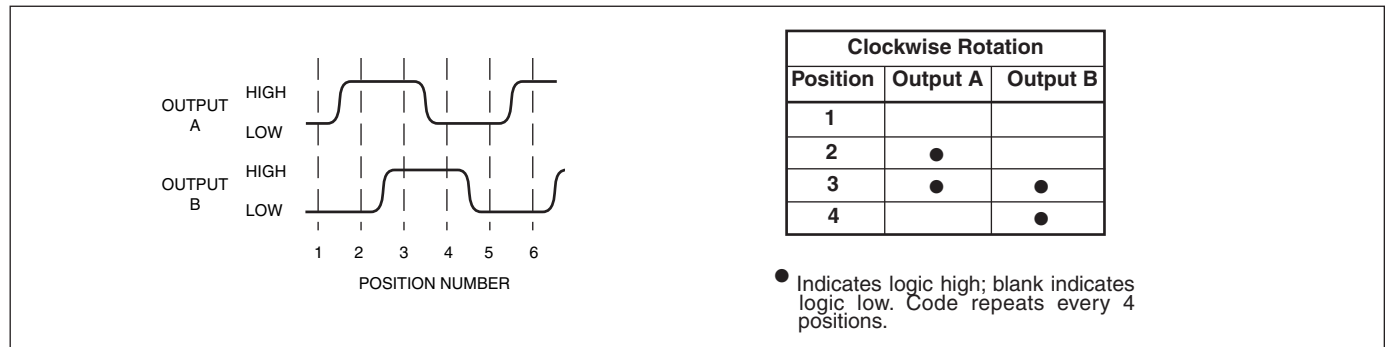 OUTPUT
A
HIGH
LOW
OUTPUT
B
HIGH
LOW
1 2 3 4 5 6
POSITION NUMBER
Clockwise Rotation
Position Output A Output B
1
2 ●
3 ● ●
4 ●
● Indicates logic high; blank indicates
logic low. Code repeats every 4
positions.